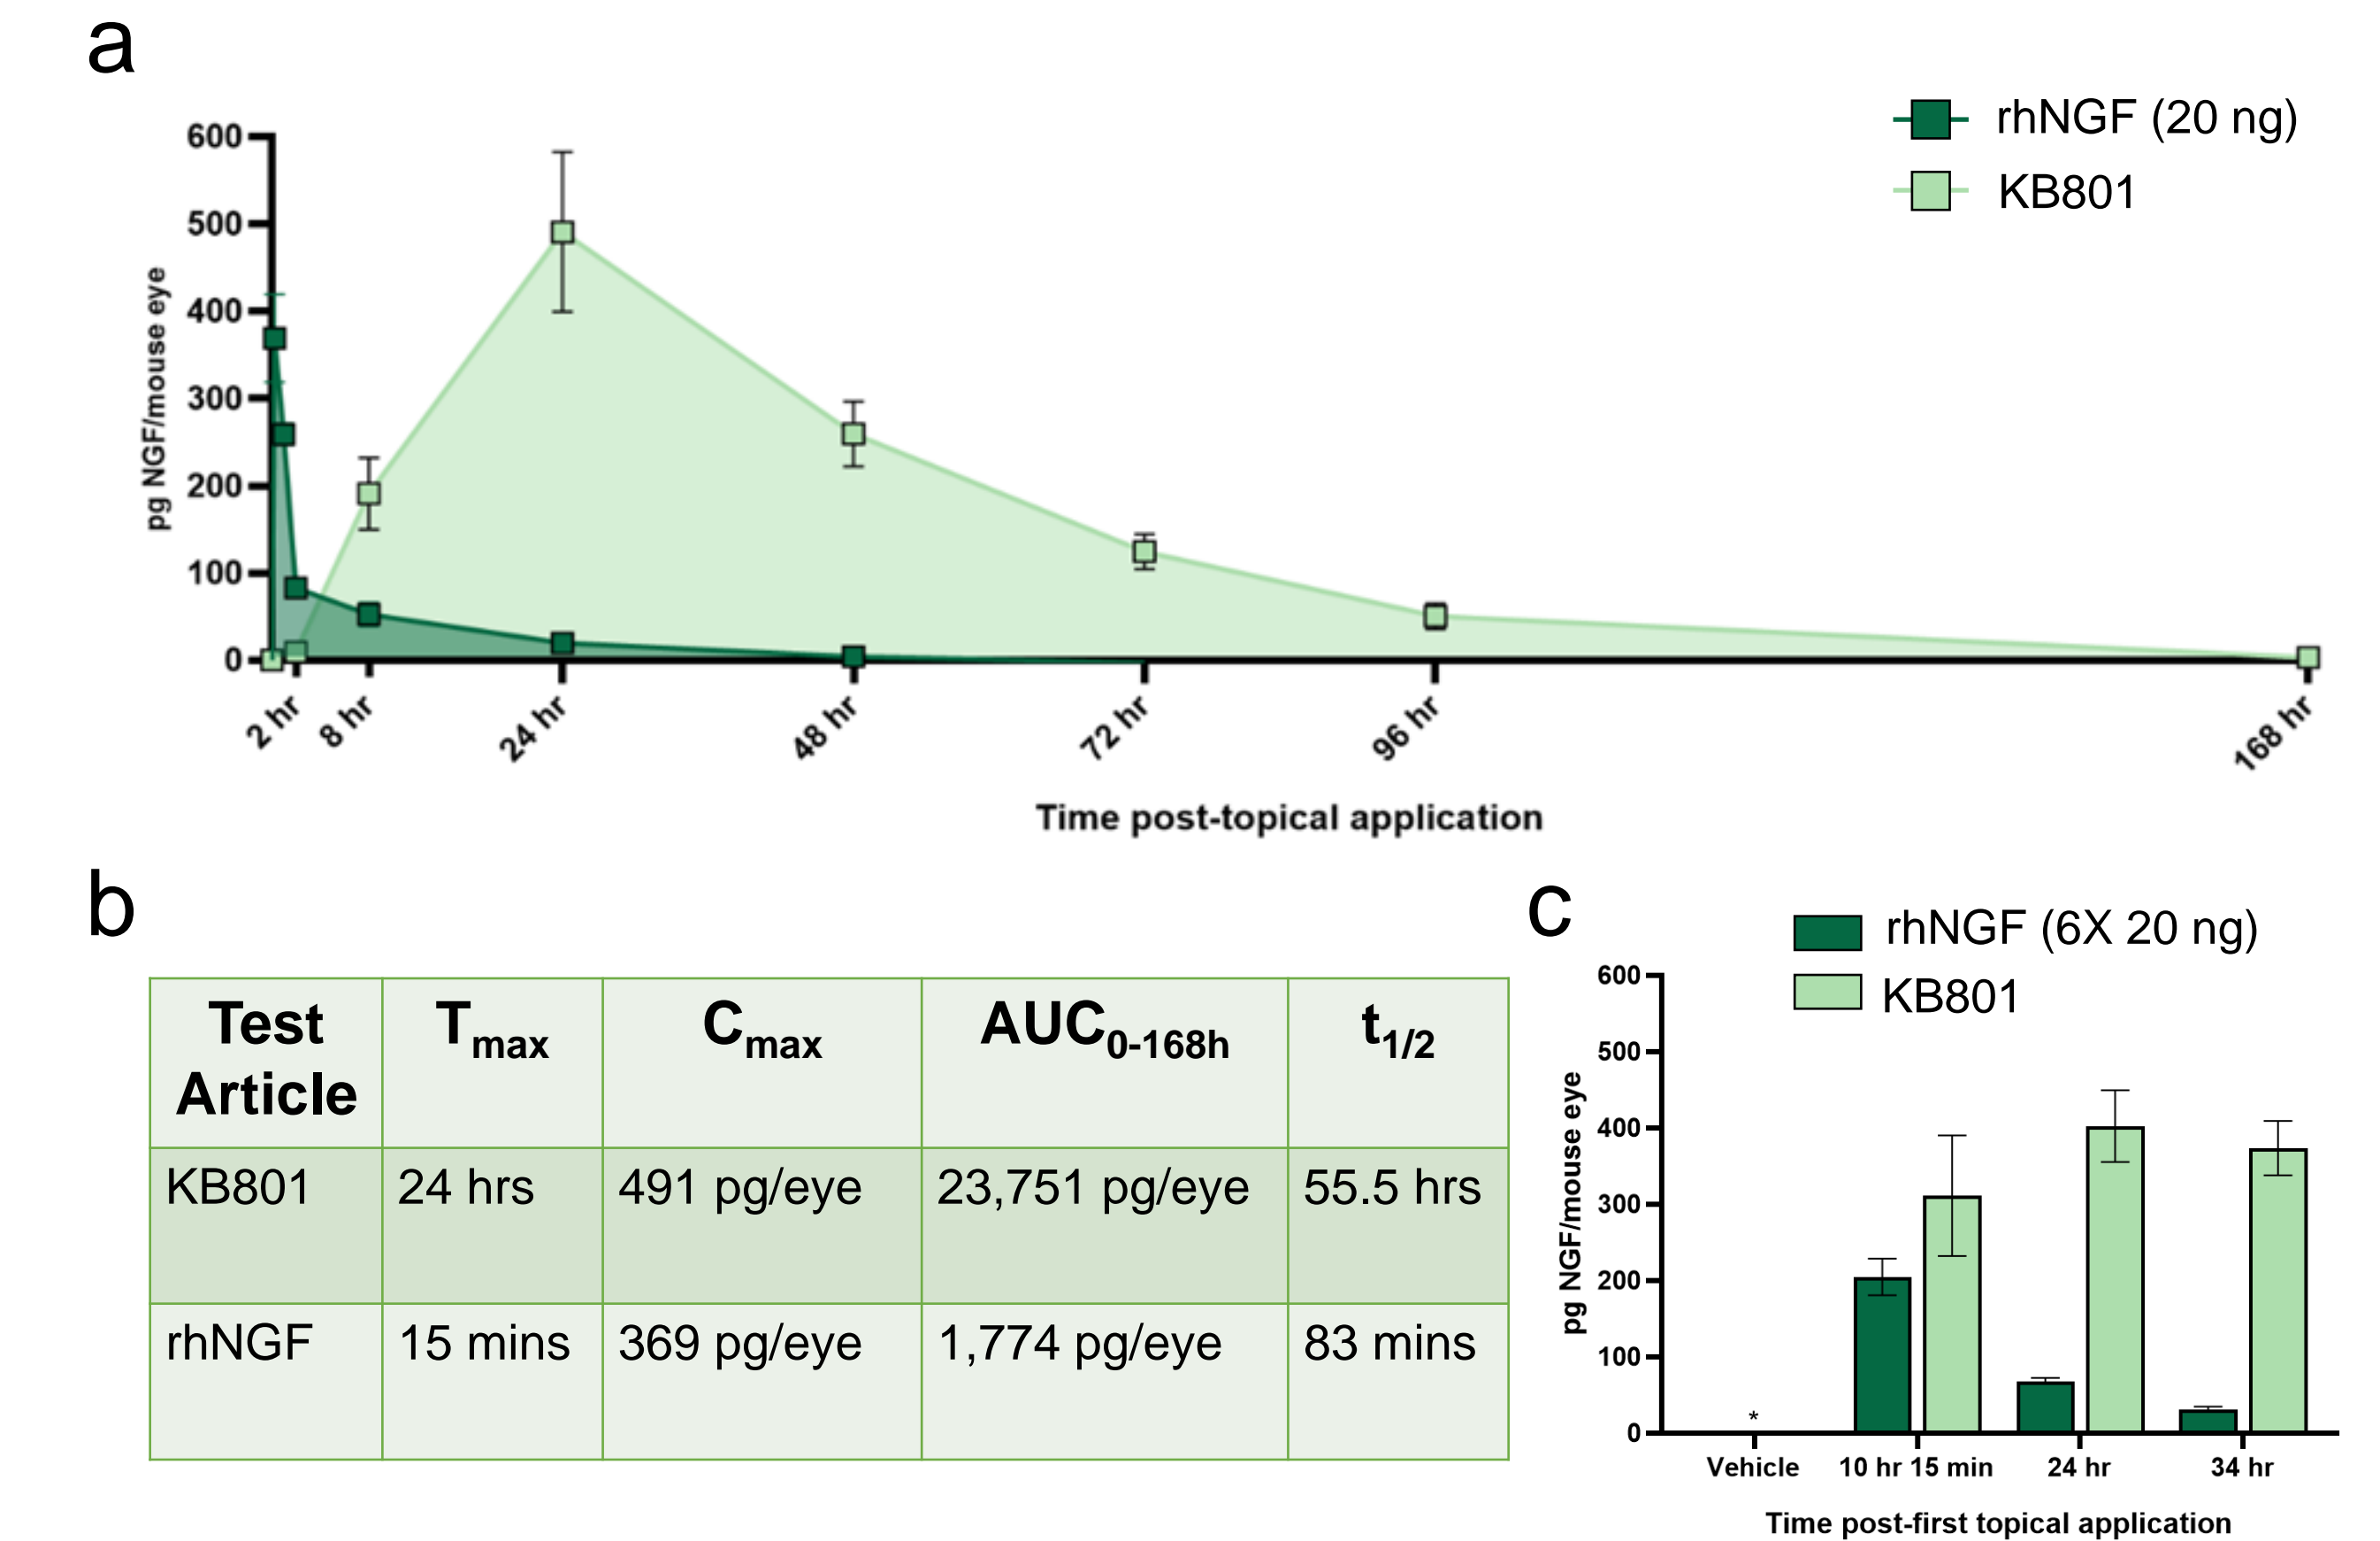 a
rhNGF (20 ng)
KB801
600
500
400
300
200
100
0
pg NGF/mouse eye
2 hr
8 hr
24 hr
48 hr
72 hr
96 hr
168 hr
Time post-topical application
b
Test Article
Tmax
Cmax
AUC0-168h
t1/2
KB801
24 hrs
491 pg/eye
23,751 pg/eye
55.5 hrs
rhNGF
15 mins
369 pg/eye
1,774 pg/eye
83 mins
c
rhNGF (6X 20 ng)
KB801
600
500
400
300
200
100
0
pg NGF/mouse eye
*
Vehicle
10 hr 15 min
24 hr
34 hr
Time post-first topical application